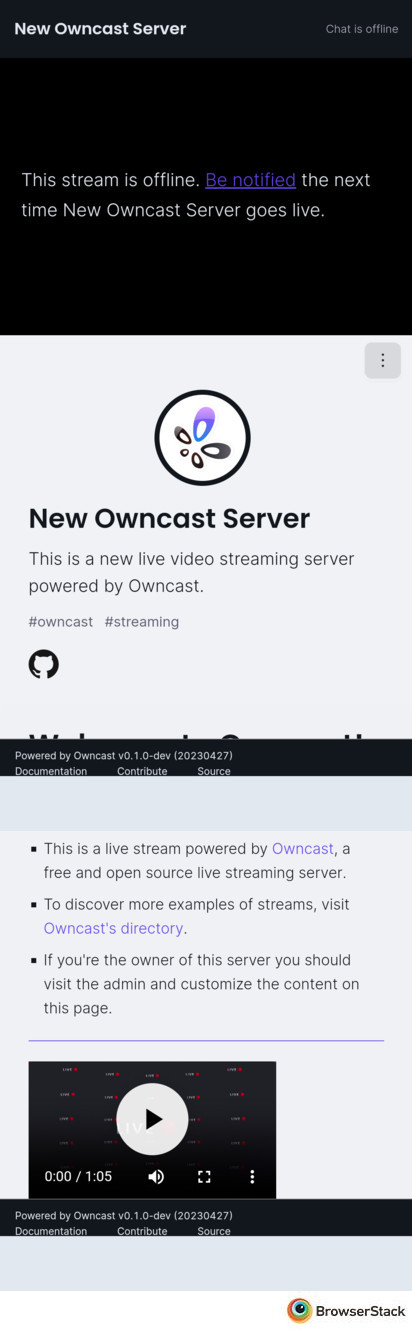 New Owncast Server
Chat is offline
This stream is offline. Be notified the next
time New Owncast Server goes live.
New Owncast Server
This is a new live video streaming server
powered by Owncast.
#owncast #streaming
Powered by Owncast v0.1.0-dev (20230427)
Documentation Contribute Source
This is a live stream powered by Owncast, a
free and open source live streaming server.
To discover more examples of streams, visit
Owncast's directory.
If you're the owner of this server you should
visit the admin and customize the content on
this page.
0:00 / 1:05
Powered by Owncast v0.1.0-dev (20230427)
Documentation Contribute Source
BrowserStack